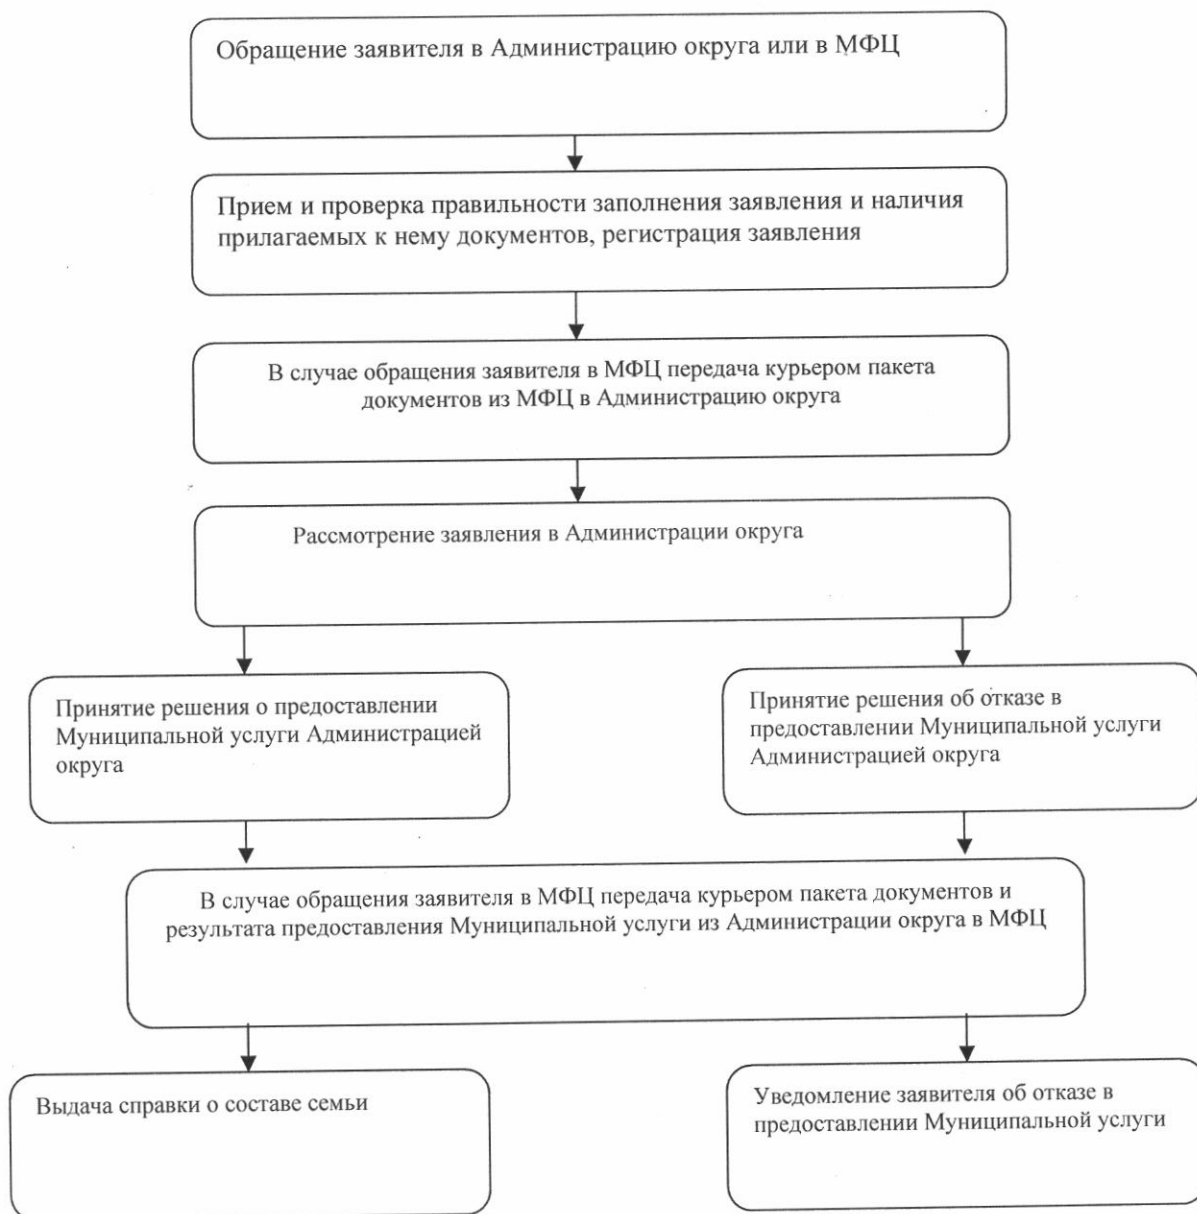 Обращение заявителя в Администрацию округа или в МФЦ
Прием и проверка правильности заполнения заявления и наличия
прилагаемых к нему документов, регистрация заявления
В случае обращения заявителя в МФЦ передача курьером пакета
документов из МФЦ в Администрацию округа
Рассмотрение заявления в Администрации округа
Принятие решения о предоставлении
Муниципальной услуги Администрацией
округа
Принятие решения об отказе в
предоставлении Муниципальной услуги
Администрацией округа
В случае обращения заявителя в МФЦ передача курьером пакета документов и
результата предоставления Муниципальной услуги из Администрации округа в МФЦ
Выдача справки о составе семьи
Уведомление заявителя об отказе в
предоставлении Муниципальной услуги